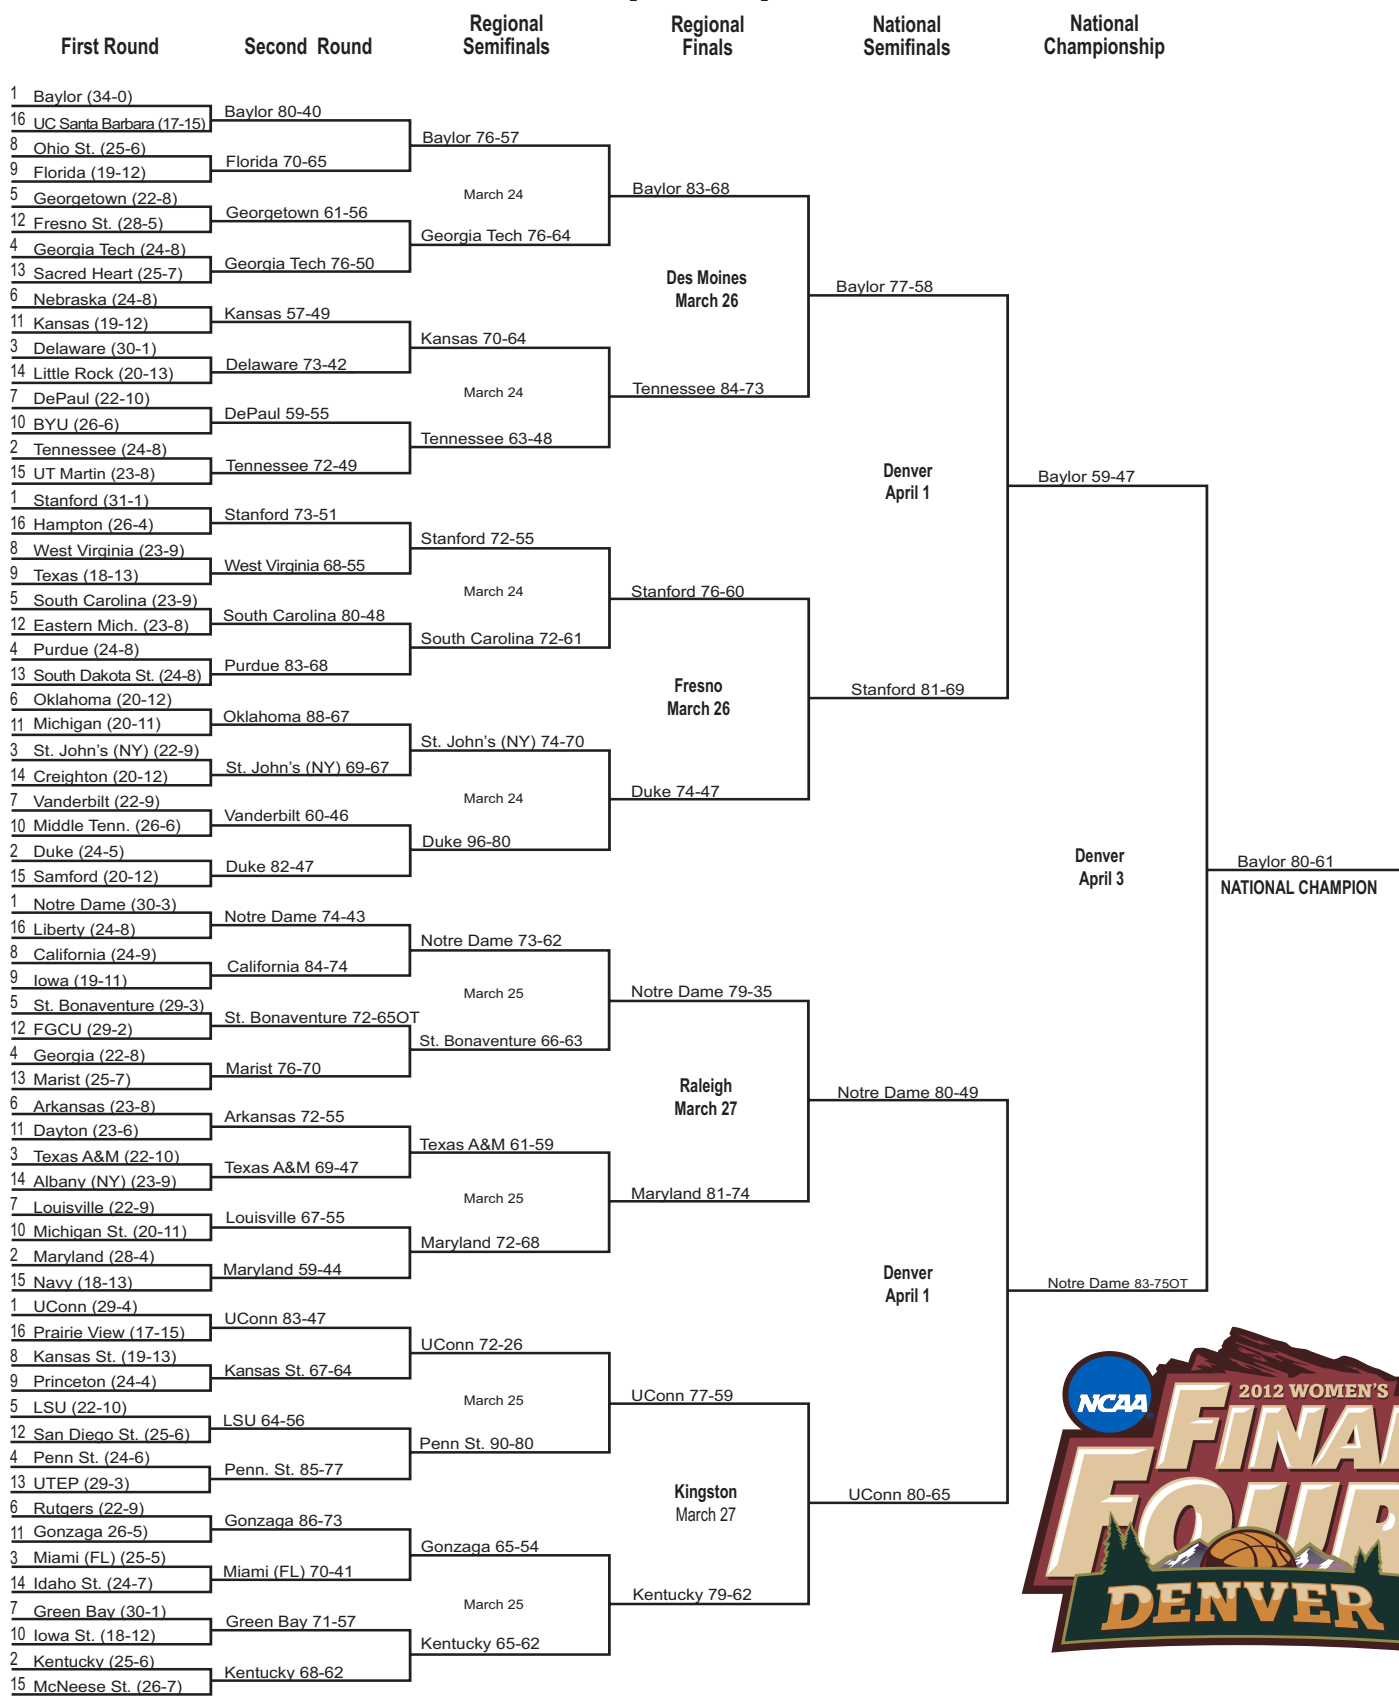 First Round
Second Round
Regional
Semifinals
Regional
Finals
National
Semifinals
National
Championship
1 Baylor (34-0)
16 UC Santa Barbara (17-15)
8 Ohio St. (25-6)
9 Florida (19-12)
5 Georgetown (22-8)
12 Fresno St. (28-5)
4 Georgia Tech (24-8)
13 Sacred Heart (25-7)
6 Nebraska (24-8)
11 Kansas (19-12)
3 Delaware (30-1)
14 Little Rock (20-13)
7 DePaul (22-10)
10 BYU (26-6)
2 Tennessee (24-8)
15 UT Martin (23-8)
1 Stanford (31-1)
16 Hampton (26-4)
8 West Virginia (23-9)
9 Texas (18-13)
5 South Carolina (23-9)
12 Eastern Mich. (23-8)
4 Purdue (24-8)
13 South Dakota St. (24-8)
6 Oklahoma (20-12)
11 Michigan (20-11)
3 St. John's (NY) (22-9)
14 Creighton (20-12)
7 Vanderbilt (22-9)
10 Middle Tenn. (26-6)
2 Duke (24-5)
15 Samford (20-12)
1 Notre Dame (30-3)
16 Liberty (24-8)
8 California (24-9)
9 Iowa (19-11)
5 St. Bonaventure (29-3)
12 FGCU (29-2)
4 Georgia (22-8)
13 Marist (25-7)
6 Arkansas (23-8)
11 Dayton (23-6)
3 Texas A&M (22-10)
14 Albany (NY) (23-9)
7 Louisville (22-9)
10 Michigan St. (20-11)
2 Maryland (28-4)
15 Navy (18-13)
1 UConn (29-4)
16 Prairie View (17-15)
8 Kansas St. (19-13)
9 Princeton (24-4)
5 LSU (22-10)
12 San Diego St. (25-6)
4 Penn St. (24-6)
13 UTEP (29-3)
6 Rutgers (22-9)
11 Gonzaga 26-5)
3 Miami (FL) (25-5)
14 Idaho St. (24-7)
7 Green Bay (30-1)
10 Iowa St. (18-12)
2 Kentucky (25-6)
15 McNeese St. (26-7)
Baylor 80-40
Florida 70-65
Georgetown 61-56
Georgia Tech 76-50
Kansas 57-49
Delaware 73-42
DePaul 59-55
Tennessee 72-49
Stanford 73-51
West Virginia 68-55
South Carolina 80-48
Purdue 83-68
Oklahoma 88-67
St. John's (NY) 69-67
Vanderbilt 60-46
Duke 82-47
Notre Dame 74-43
California 84-74
St. Bonaventure 72-65OT
Marist 76-70
Arkansas 72-55
Texas A&M 69-47
Louisville 67-55
Maryland 59-44
UConn 83-47
Kansas St. 67-64
LSU 64-56
Penn. St. 85-77
Gonzaga 86-73
Miami (FL) 70-41
Green Bay 71-57
Kentucky 68-62
Baylor 76-57
March 24
Georgia Tech 76-64
Kansas 70-64
March 24
Tennessee 63-48
Stanford 72-55
March 24
South Carolina 72-61
St. John's (NY) 74-70
March 24
Duke 96-80
Notre Dame 73-62
March 25
St. Bonaventure 66-63
Texas A&M 61-59
March 25
Maryland 72-68
UConn 72-26
March 25
Penn St. 90-80
Gonzaga 65-54
March 25
Kentucky 65-62
Baylor 83-68
Des Moines
March 26
Tennessee 84-73
Stanford 76-60
Fresno
March 26
Duke 74-47
Notre Dame 79-35
Raleigh
March 27
Maryland 81-74
UConn 77-59
Kingston
March 27
Kentucky 79-62
Baylor 77-58
Denver
April 1
Stanford 81-69
Notre Dame 80-49
Denver
April 1
UConn 80-65
Baylor 59-47
Denver
April 3
Notre Dame 83-75OT
Baylor 80-61
NATIONAL CHAMPION
NCAA
2012 WOMEN'S
FINAL
FOUR
DENVER